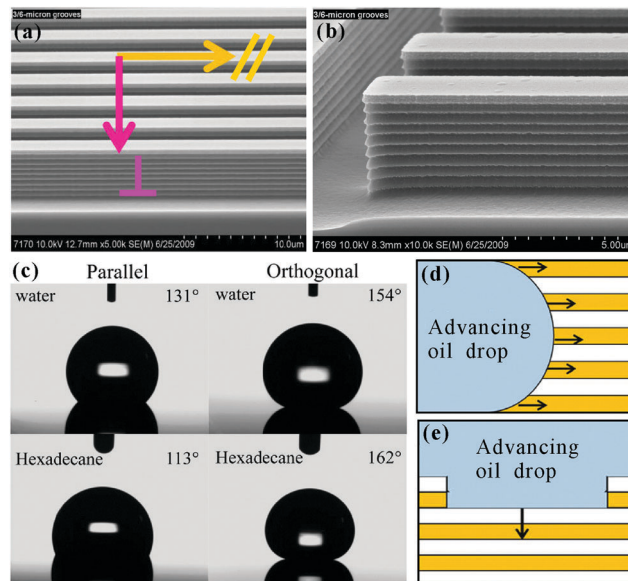 3/6-micron grooves
(a)
7170 10.0kV 12.7mm x5.00k SE(M) 6/25/2009
10.0um
3/6-micron grooves
(b)
7169 10.0kV 8.3mm x10.0k SE(M) 6/25/2009
5.00um
(c)
Parallel
Orthogonal
water
131°
water
154°
Hexadecane
113°
Hexadecane
162°
(d)
Advancing
oil drop
(e)
Advancing
oil drop